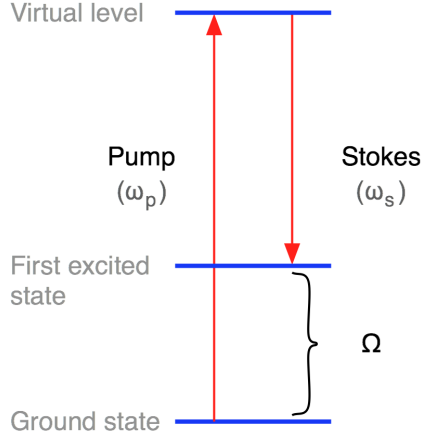 Virtual level
Pump
(ωp)
Stokes
(ωs)
First excited
state
Ω
Ground state